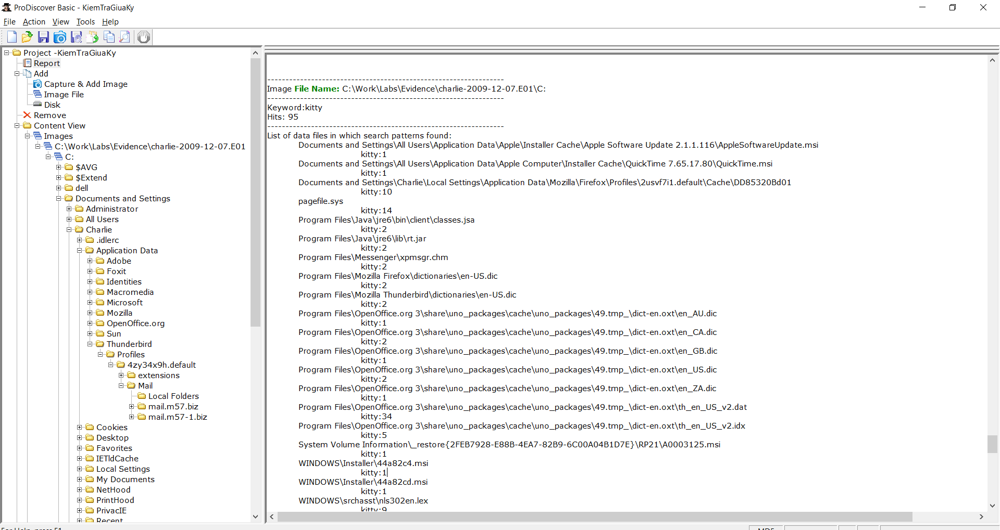 ProDiscover Basic - KiemTraGiuaKy
File Action View Tools Help
Project -KiemTraGiuaKy
Report
Add
Capture & Add Image
Image File
Disk
Remove
Content View
Images
C:\Work\Labs\Evidence\charlie-2009-12-07.E01
C:
$AVG
$Extend
dell
Documents and Settings
Administrator
All Users
Charlie
.idlerc
Application Data
Adobe
Foxit
Identities
Macromedia
Microsoft
Mozilla
OpenOffice.org
Sun
Thunderbird
Profiles
4zy34x9h.default
extensions
Mail
Local Folders
mail.m57.biz
mail.m57-1.biz
Cookies
Desktop
Favorites
IETldCache
Local Settings
My Documents
NetHood
PrintHood
PrivacIE
Recent
-----------------------------------------------------------------
Image File Name: C:\Work\Labs\Evidence\charlie-2009-12-07.E01\C:
-----------------------------------------------------------------
Keyword:kitty
Hits: 95
-----------------------------------------------------------------
List of data files in which search patterns found:
Documents and Settings\All Users\Application Data\Apple\Installer Cache\Apple Software Update 2.1.1.116\AppleSoftwareUpdate.msi
kitty:1
Documents and Settings\All Users\Application Data\Apple Computer\Installer Cache\QuickTime 7.65.17.80\QuickTime.msi
kitty:1
Documents and Settings\Charlie\Local Settings\Application Data\Mozilla\Firefox\Profiles\2usvf7i1.default\Cache\DD85320Bd01
kitty:10
pagefile.sys
kitty:14
Program Files\Java\jre6\bin\client\classes.jsa
kitty:2
Program Files\Java\jre6\lib\rt.jar
kitty:2
Program Files\Messenger\xpmsgr.chm
kitty:2
Program Files\Mozilla Firefox\dictionaries\en-US.dic
kitty:2
Program Files\Mozilla Thunderbird\dictionaries\en-US.dic
kitty:2
Program Files\OpenOffice.org 3\share\uno_packages\cache\uno_packages\49.tmp_\dict-en.oxt\en_AU.dic
kitty:1
Program Files\OpenOffice.org 3\share\uno_packages\cache\uno_packages\49.tmp_\dict-en.oxt\en_CA.dic
kitty:2
Program Files\OpenOffice.org 3\share\uno_packages\cache\uno_packages\49.tmp_\dict-en.oxt\en_GB.dic
kitty:1
Program Files\OpenOffice.org 3\share\uno_packages\cache\uno_packages\49.tmp_\dict-en.oxt\en_US.dic
kitty:2
Program Files\OpenOffice.org 3\share\uno_packages\cache\uno_packages\49.tmp_\dict-en.oxt\en_ZA.dic
kitty:1
Program Files\OpenOffice.org 3\share\uno_packages\cache\uno_packages\49.tmp_\dict-en.oxt\th_en_US_v2.dat
kitty:34
Program Files\OpenOffice.org 3\share\uno_packages\cache\uno_packages\49.tmp_\dict-en.oxt\th_en_US_v2.idx
kitty:5
System Volume Information\_restore{2FEB7928-E88B-4EA7-82B9-6C00A04B1D7E}\RP21\A0003125.msi
kitty:1
WINDOWS\Installer\44a82c4.msi
kitty:1
WINDOWS\Installer\44a82cd.msi
kitty:1
WINDOWS\srchasst\nls302en.lex
kitty:9
For Help, press F1
MD5